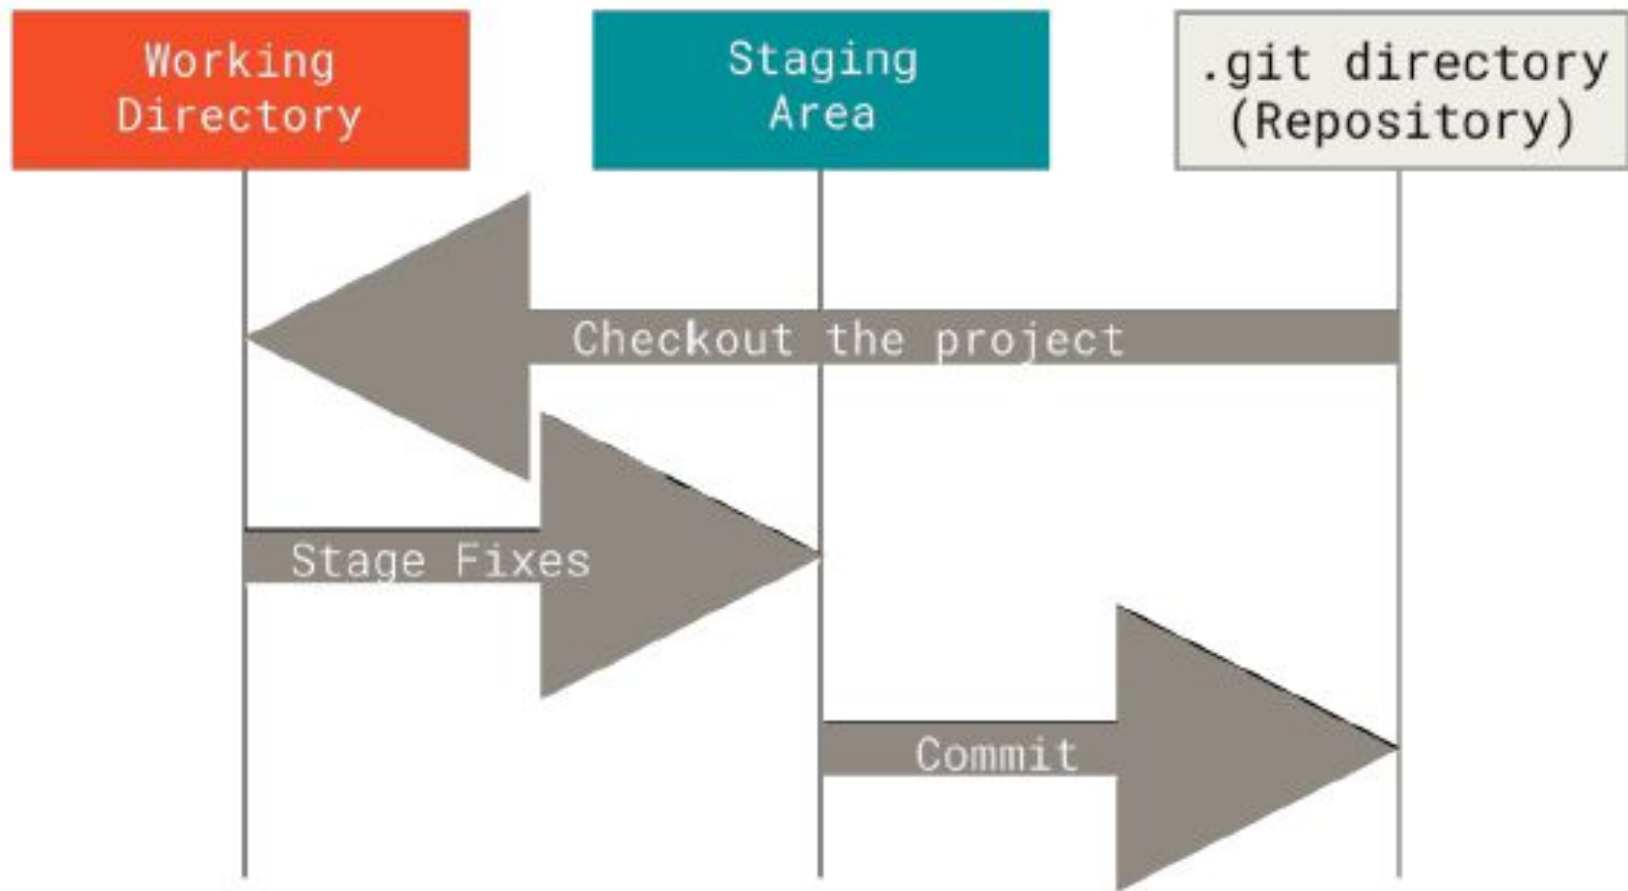 Working
Directory
Staging
Area
.git directory
(Repository)
Checkout the project
Stage Fixes
Commit